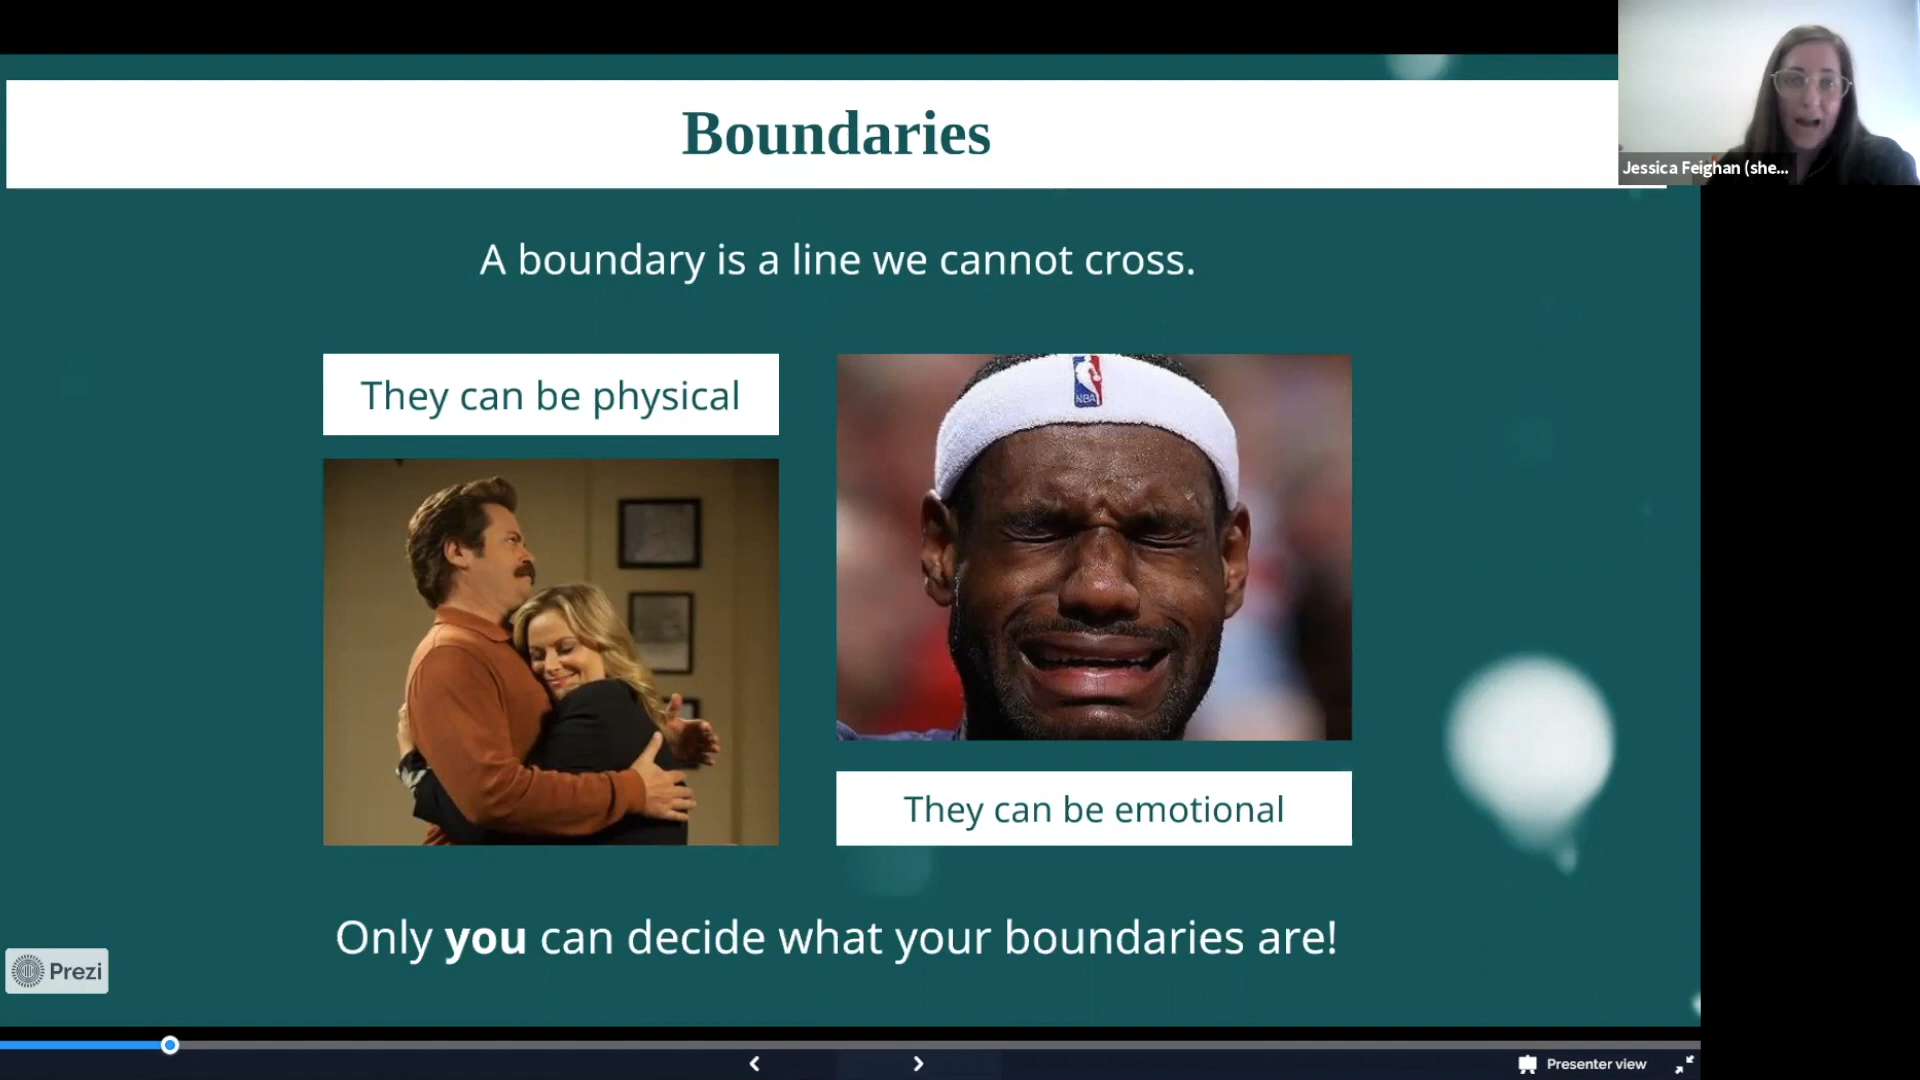 Boundaries
Jessica Feighan (she...
A boundary is a line we cannot cross.
They can be physical
NBA
They can be emotional
Only you can decide what your boundaries are!
Prezi
Presenter view